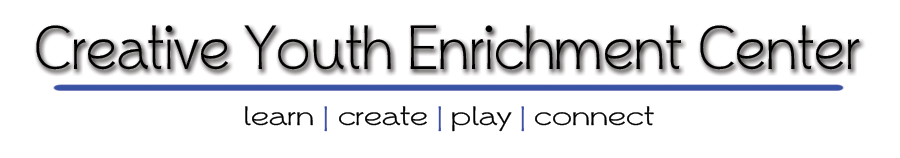 Creative Youth Enrichment Center
learn | create | play | connect